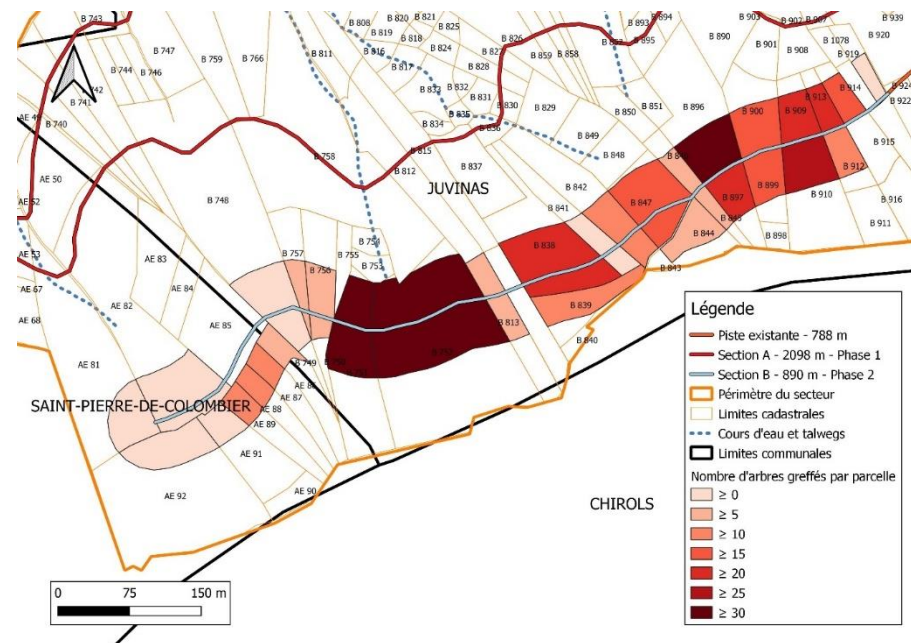 B 743
B 747
B 759
B 766
B 744
B 746
B 741
B 740
AE 50
AE 52
AE 53
AE 67
AE 68
B 811
B 808
B 820
B 821
B 819
B 818
B 825
B 824
B 816
B 817
B 826
B 827
B 828
B 832
B 831
B 830
B 834
B 835
B 836
B 829
B 859
B 858
B 893
B 894
B 895
B 890
B 903
B 901
B 908
B 1078
B 919
B 920
B 939
B 924
B 922
B 850
B 851
B 896
B 849
B 848
B 900
B 909
B 913
B 914
B 915
B 916
B 911
B 912
B 910
B 899
B 898
B 897
B 844
B 843
B 847
B 842
B 841
B 838
B 839
B 840
B 837
B 815
B 812
B 758
B 748
JUVINAS
B 757
B 755
B 813
B 749
AE 83
AE 84
AE 82
AE 85
AE 81
AE 87
AE 88
AE 89
AE 91
AE 90
AE 92
SAINT-PIERRE-DE-COLOMBIER
CHIROLS
0 75 150 m
Légende
Piste existante - 788 m
Section A - 2098 m - Phase 1
Section B - 890 m - Phase 2
Périmètre du secteur
Limites cadastrales
Cours d'eau et talwegs
Limites communales
Nombre d'arbres greffés par parcelle
≥ 0
≥ 5
≥ 10
≥ 15
≥ 20
≥ 25
≥ 30